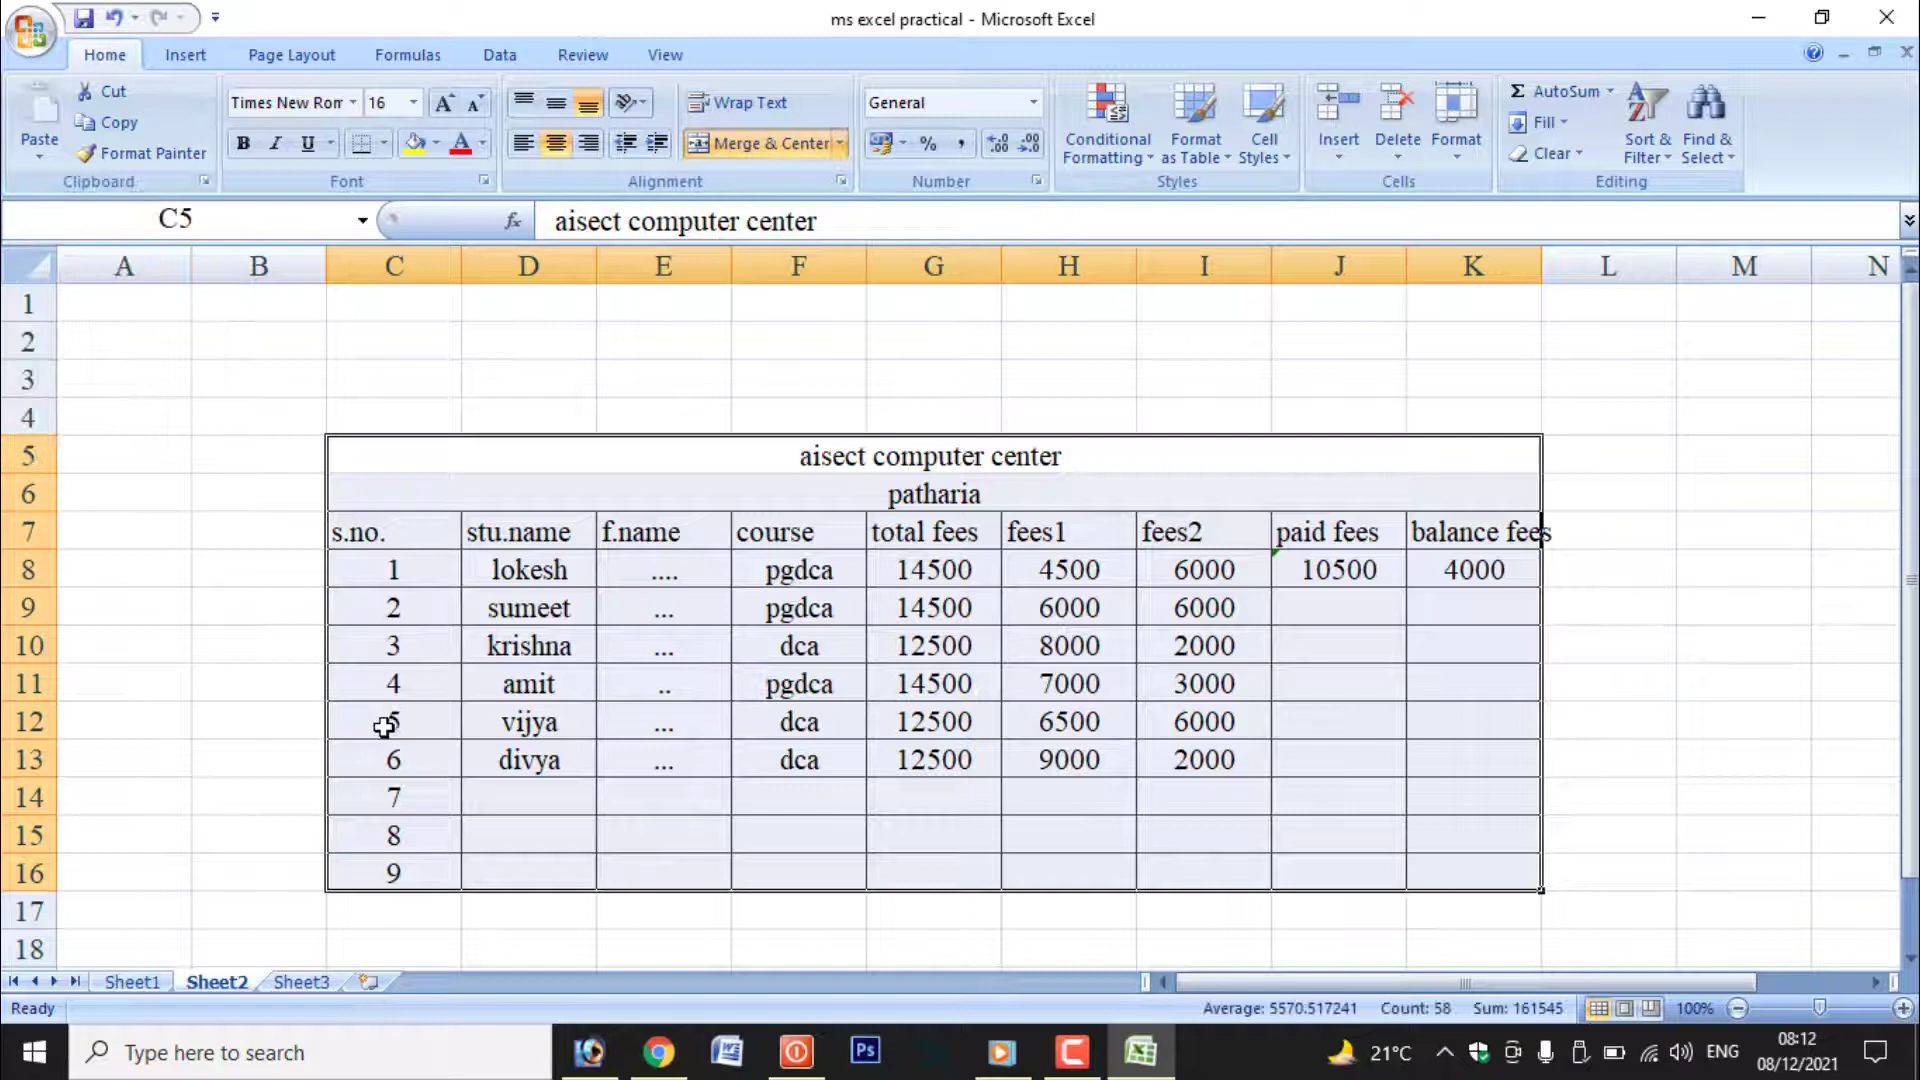 ms excel practical - Microsoft Excel
Home Insert Page Layout Formulas Data Review View
Cut
Copy
Format Painter
Paste
Clipboard
Times New Ror 16
B I U
Font
Wrap Text
Merge & Center
Alignment
General
%
Number
Conditional Formatting
Format as Table
Cell Styles
Styles
Insert Delete Format
Cells
Σ AutoSum
Fill
Clear
Sort & Filter
Find & Select
Editing
C5 fx aisect computer center
A B C D E F G H I J K L M N
1
2
3
4
5 aisect computer center
6 patharia
7 s.no. stu.name f.name course total fees fees1 fees2 paid fees balance fees
8 1 lokesh .... pgdca 14500 4500 6000 10500 4000
9 2 sumeet ... pgdca 14500 6000 6000
10 3 krishna ... dca 12500 8000 2000
11 4 amit .. pgdca 14500 7000 3000
12 5 vijya ... dca 12500 6500 6000
13 6 divya ... dca 12500 9000 2000
14 7
15 8
16 9
17
18
Sheet1 Sheet2 Sheet3
Ready Average: 5570.517241 Count: 58 Sum: 161545 100%
Type here to search
Ps
21°C ENG
08:12
08/12/2021